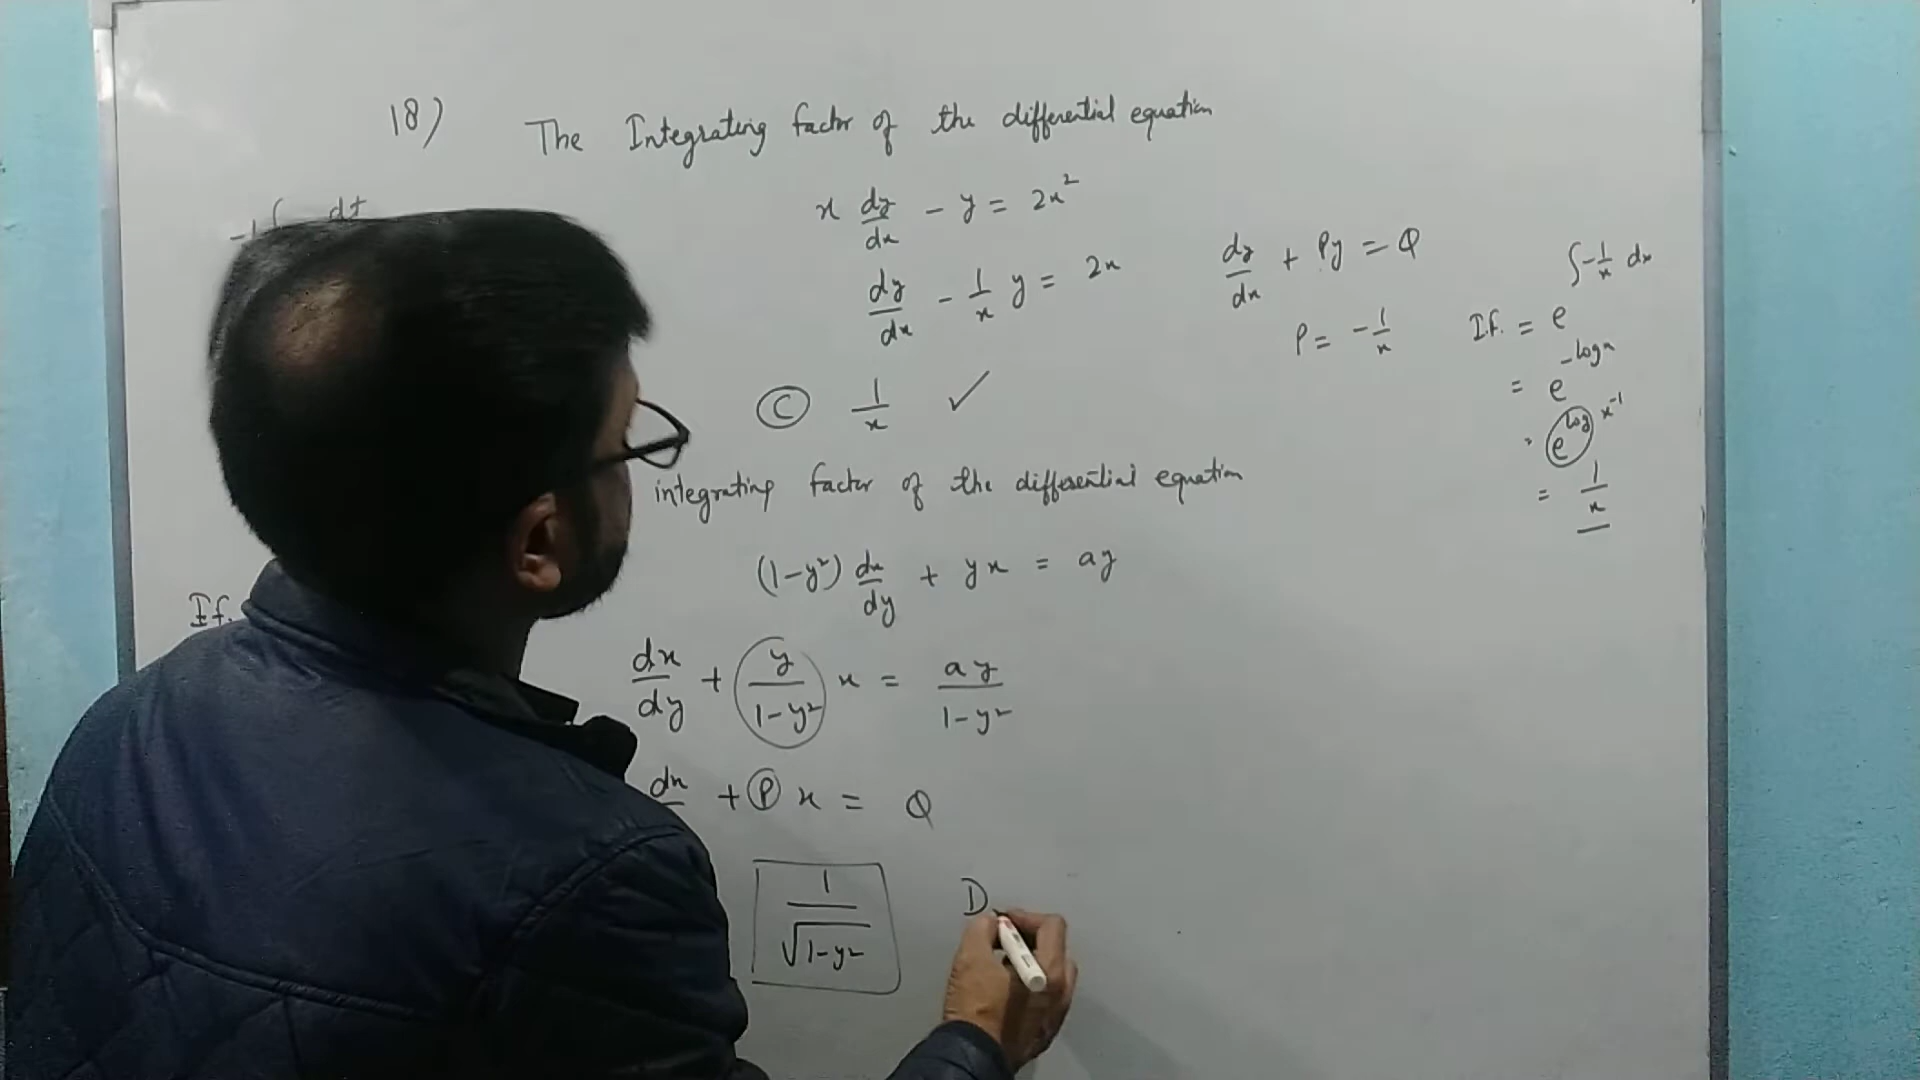 18) The Integrating factor of the differential equation
x dy/dx - y = 2x²
dy/dx - 1/x y = 2x
dy/dx + Py = Q
P = -1/x
I.F. = e^∫-1/x dx
= e^-logx
= e^log x^-1
= 1/x
Ⓒ 1/x ✓
integrating factor of the differential equation
(1-y²) dx/dy + yx = ay
dx/dy + y/1-y² x = ay/1-y²
dx + Ⓟ x = Q
1/√1-y²
D
dt
I.f.